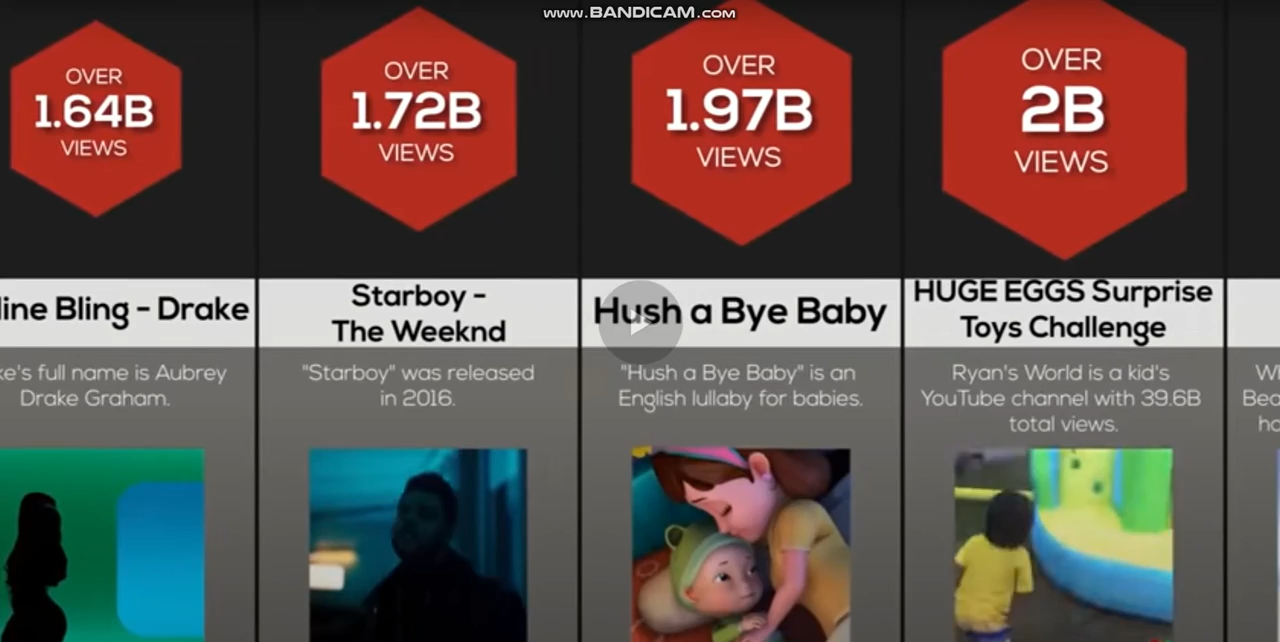 www.BANDICAM.com
OVER
1.64B
VIEWS
OVER
1.72B
VIEWS
OVER
1.97B
VIEWS
OVER
2B
VIEWS
line Bling - Drake
Starboy -
The Weeknd
Hush a Bye Baby
HUGE EGGS Surprise
Toys Challenge
ke's full name is Aubrey
Drake Graham.
"Starboy" was released
in 2016.
"Hush a Bye Baby" is an
English lullaby for babies.
Ryan's World is a kid's
YouTube channel with 39.6B
total views.